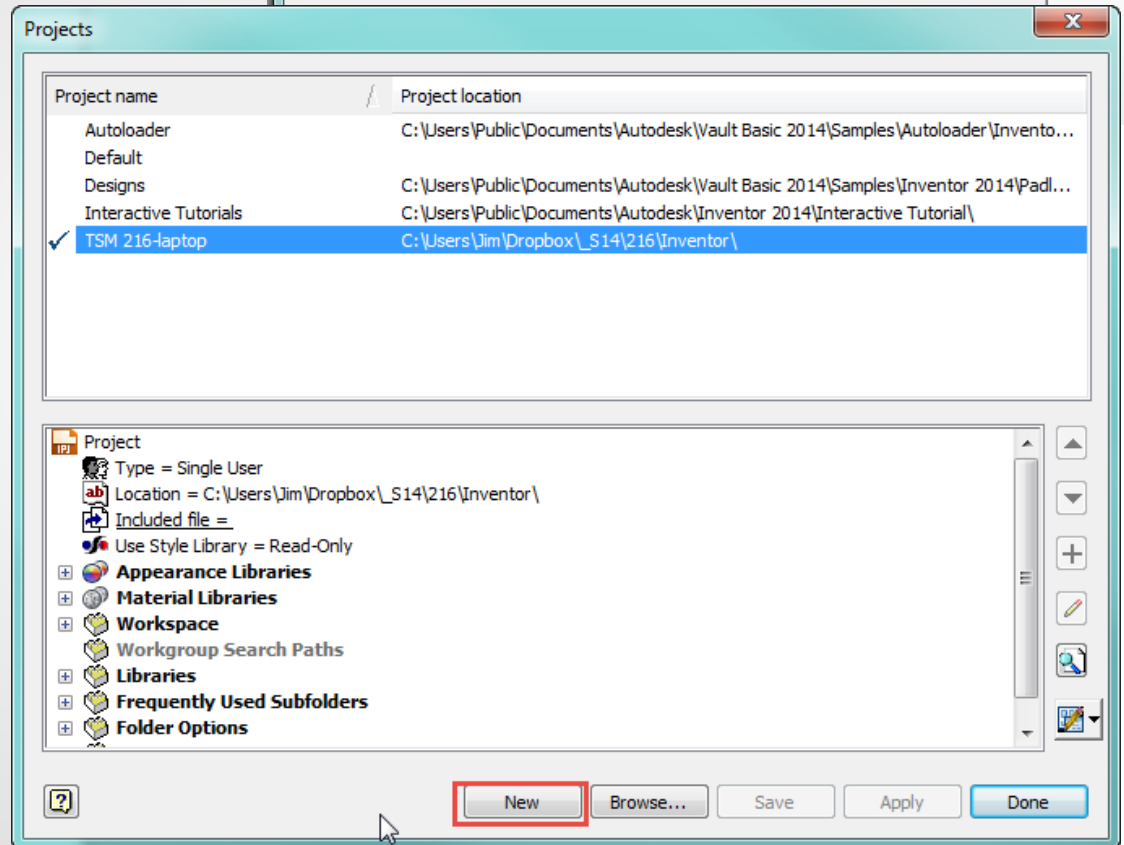 Projects
Project name / Project location
Autoloader C:\Users\Public\Documents\Autodesk\Vault Basic 2014\Samples\Autoloader\Invento...
Default
Designs C:\Users\Public\Documents\Autodesk\Vault Basic 2014\Samples\Inventor 2014\Padl...
Interactive Tutorials C:\Users\Public\Documents\Autodesk\Inventor 2014\Interactive Tutorial\
TSM 216-laptop C:\Users\Jim\Dropbox\_S14\216\Inventor\
IPJ Project
Type = Single User
ab Location = C:\Users\Jim\Dropbox\_S14\216\Inventor\
Included file =
Use Style Library = Read-Only
Appearance Libraries
Material Libraries
Workspace
Workgroup Search Paths
Libraries
Frequently Used Subfolders
Folder Options
? New Browse... Save Apply Done